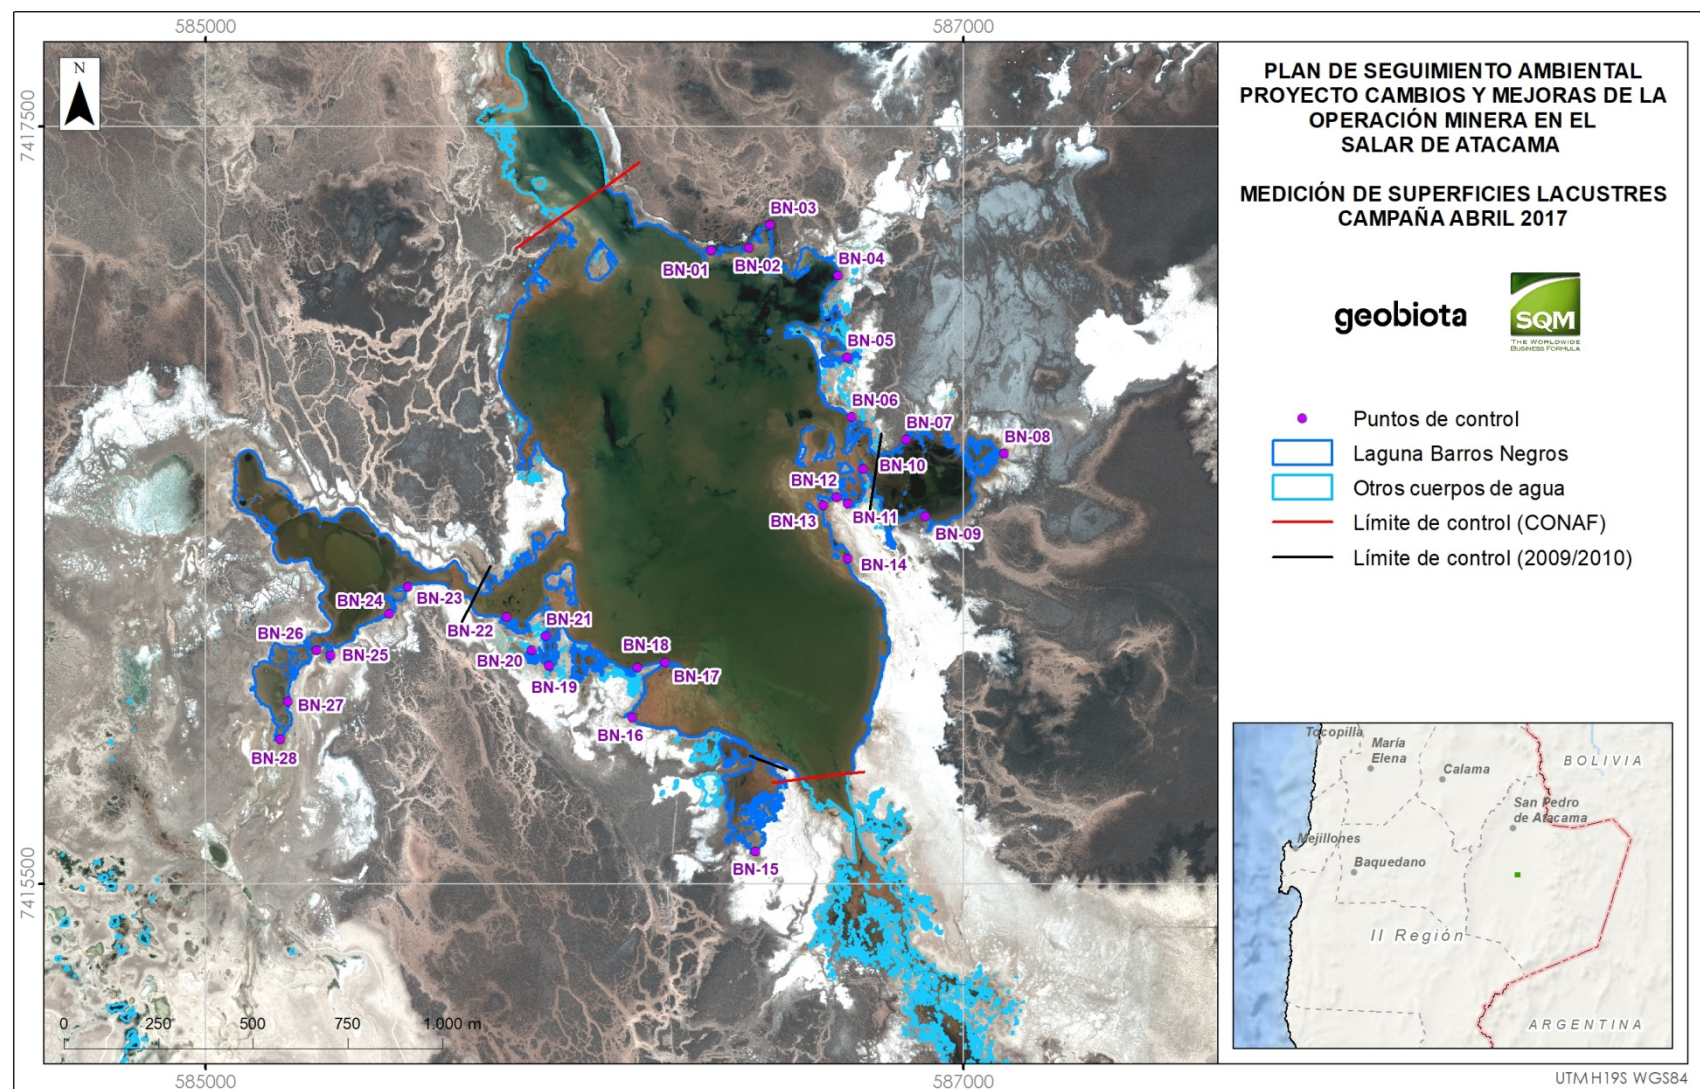 585000
587000
7417500
7415500
N
BN-03
BN-01
BN-02
BN-04
BN-05
BN-06
BN-07
BN-08
BN-10
BN-12
BN-13
BN-11
BN-09
BN-14
BN-24
BN-23
BN-26
BN-22
BN-21
BN-25
BN-20
BN-18
BN-19
BN-17
BN-27
BN-16
BN-28
BN-15
0 250 500 750 1.000 m
585000
587000
PLAN DE SEGUIMIENTO AMBIENTAL
PROYECTO CAMBIOS Y MEJORAS DE LA
OPERACIÓN MINERA EN EL
SALAR DE ATACAMA
MEDICIÓN DE SUPERFICIES LACUSTRES
CAMPAÑA ABRIL 2017
geobiota
SQM
THE WORLDWIDE
BUSINESS FORMULA
Puntos de control
Laguna Barros Negros
Otros cuerpos de agua
Límite de control (CONAF)
Límite de control (2009/2010)
Tocopilla
María
Elena
Calama
BOLIVIA
San Pedro
de Atacama
Mejillones
Baquedano
II Región
ARGENTINA
UTM H19S WGS84